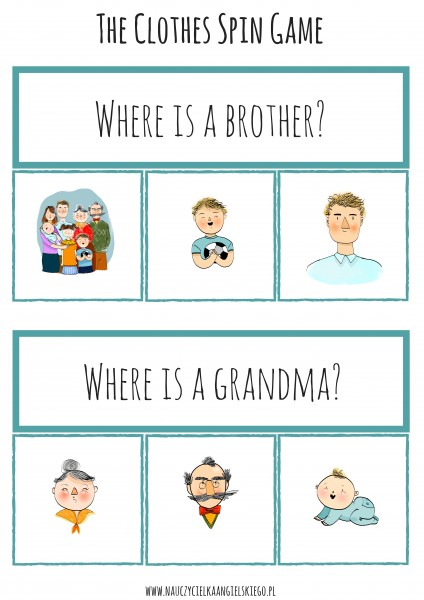 The Clothes Spin Game
Where is a brother?
Where is a grandma?
www.nauczycielkaangielskiego.pl